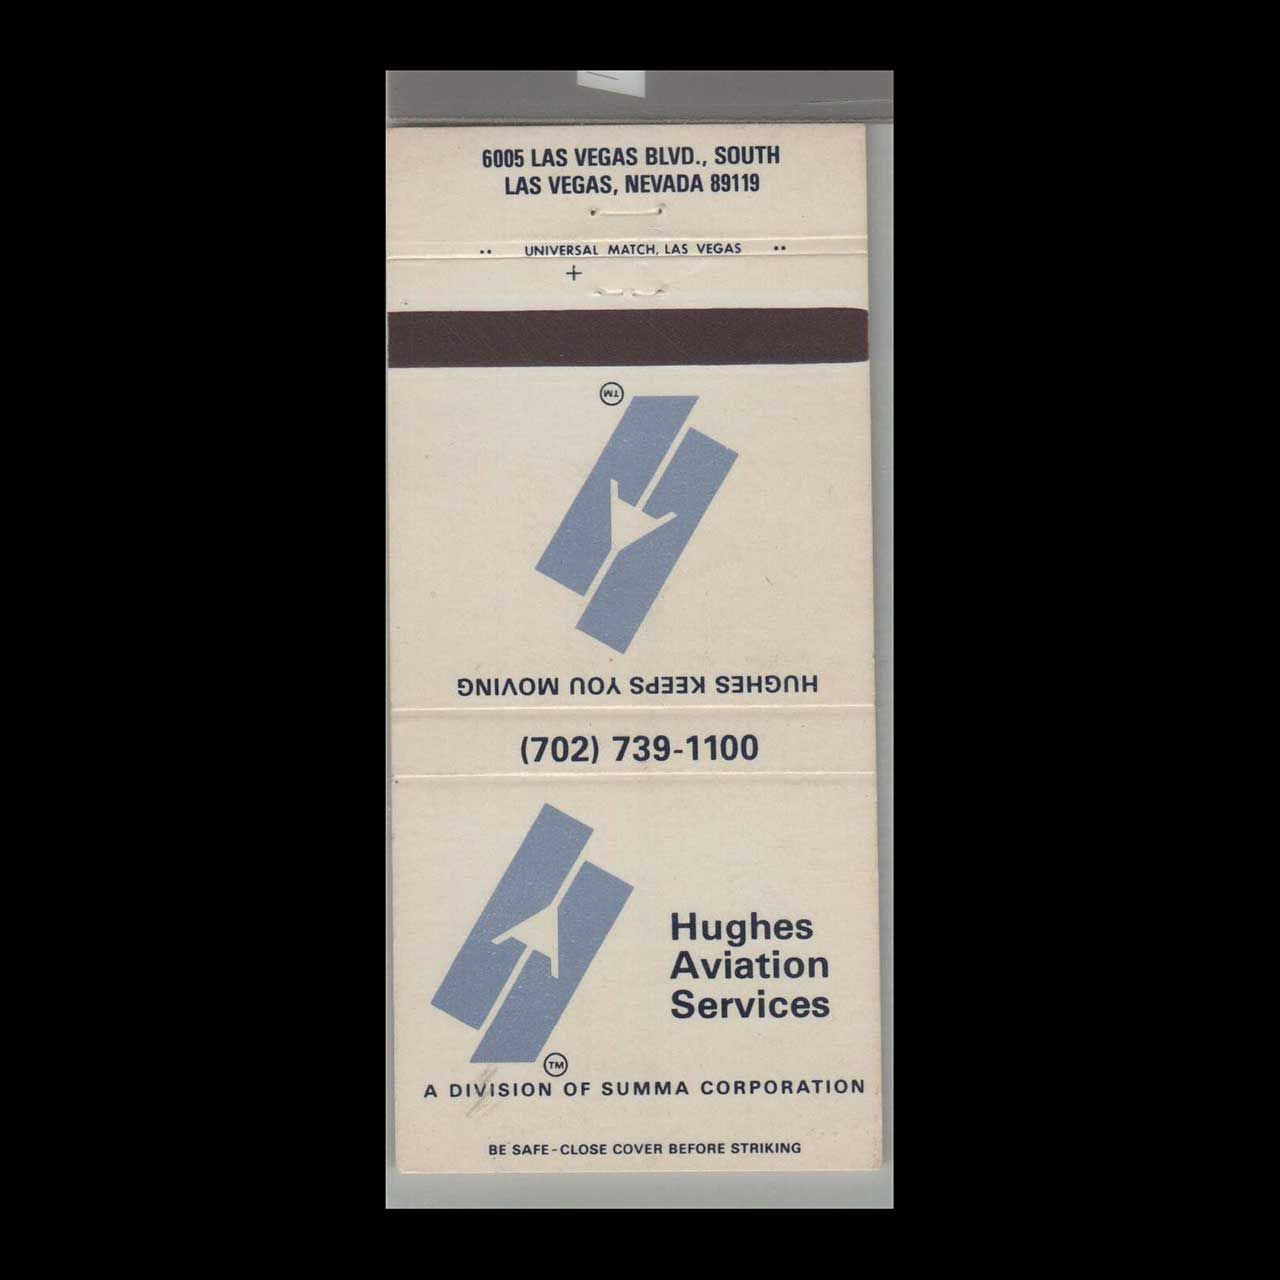 6005 LAS VEGAS BLVD., SOUTH
LAS VEGAS, NEVADA 89119
•• UNIVERSAL MATCH, LAS VEGAS ••
+
TM
HUGHES KEEPS YOU MOVING
(702) 739-1100
Hughes
Aviation
Services
TM
A DIVISION OF SUMMA CORPORATION
BE SAFE-CLOSE COVER BEFORE STRIKING